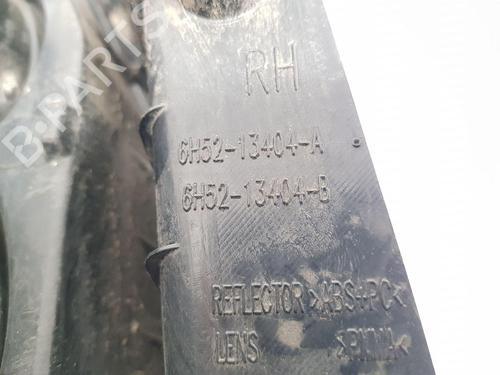 RH
6H52-13404-A
6H52-13404-B
REFLECTOR >ABS+PC<
LENS >PMMA<
B-PARTS